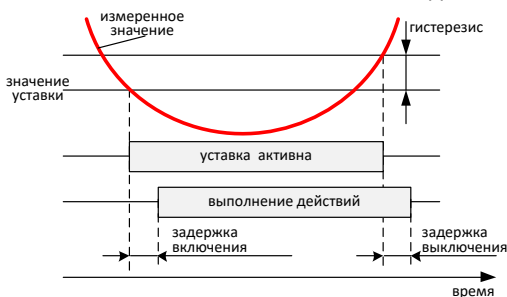 измеренное
значение
гистерезис
значение
уставки
уставка активна
выполнение действий
задержка
включения
задержка
выключения
время